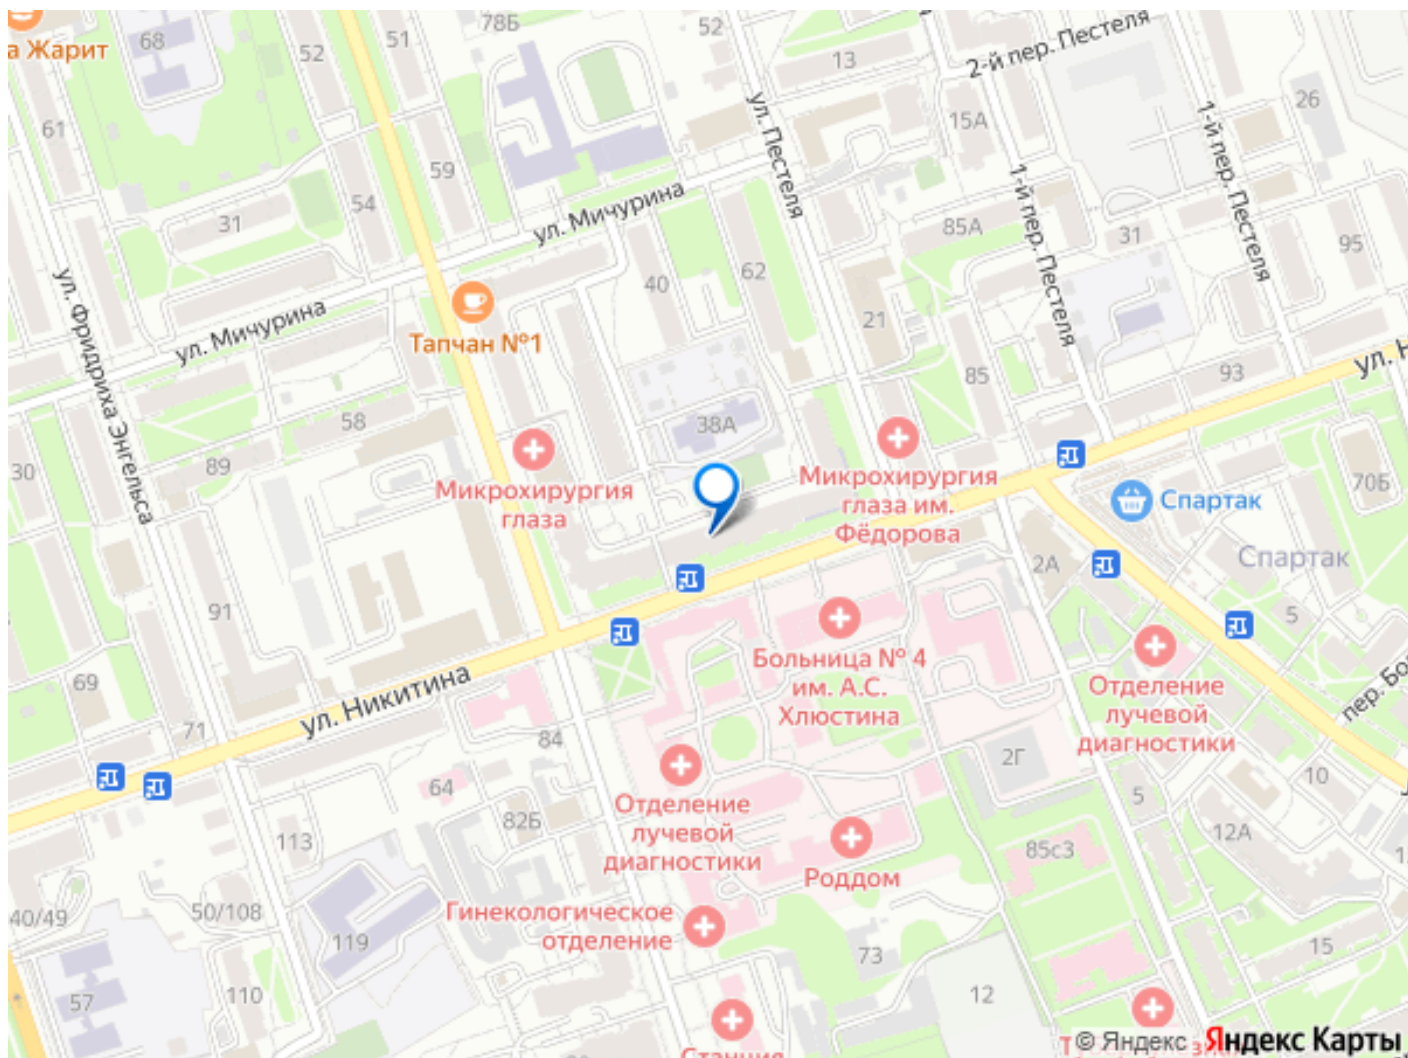 78Б
52
51
68
52
а Жарит
2-й пер. Пестеля
13
26
61
15А
ул. Пестеля
1-й пер. Пестеля
59
54
31
ул. Мичурина
1-й пер. Пестеля
85А
31
95
62
40
ул. Фридриха Энгельса
ул. Мичурина
Тапчан №1
21
ул. Н
93
85
58
38А
30
89
Микрохирургия
глаза
Микрохирургия
глаза им.
Фёдорова
70Б
Спартак
Спартак
2А
91
5
69
Больница № 4
им. А.С.
Хлюстина
Отделение
лучевой
диагностики
пер. Бо
ул. Никитина
71
84
2Г
10
64
5
Отделение
лучевой
диагностики
82Б
113
12А
85с3
Роддом
40/49
50/108
Гинекологическое
отделение
119
73
15
57
110
12
Станция
© Яндекс Яндекс Карты